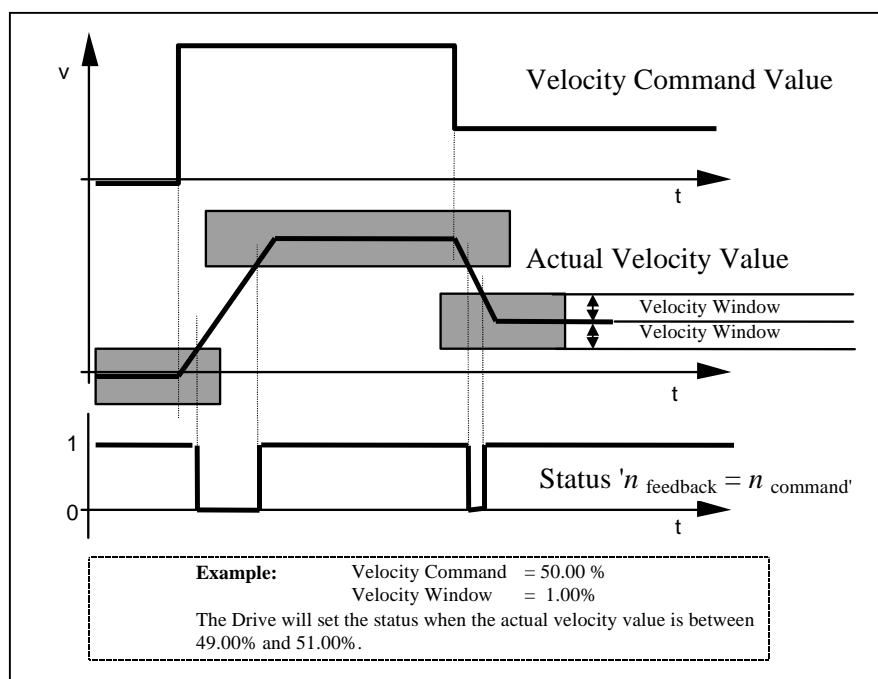 v
Velocity Command Value
t
Actual Velocity Value
Velocity Window
Velocity Window
t
1
Status 'n feedback = n command'
0
t
Example: Velocity Command = 50.00 %
Velocity Window = 1.00%
The Drive will set the status when the actual velocity value is between
49.00% and 51.00%.